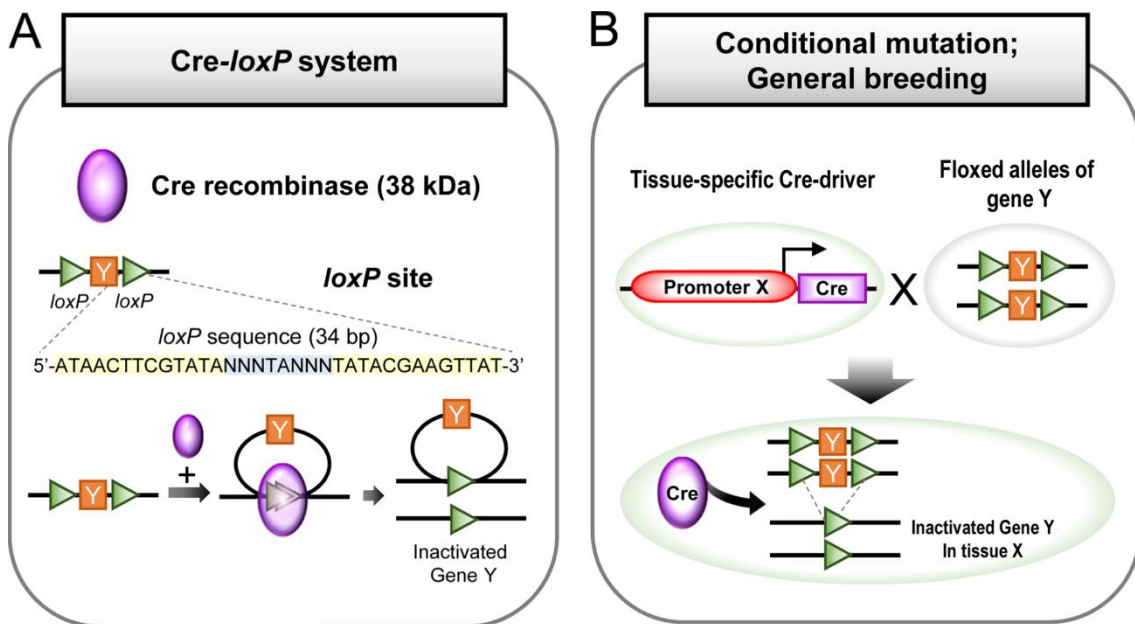 A
Cre-loxP system
Cre recombinase (38 kDa)
Y
loxP
loxP
loxP site
loxP sequence (34 bp)
5’-ATAACTTCGTATANNNTANNNTATACGAAGTTAT-3’
Y
+
Y
Y
Inactivated
Gene Y
B
Conditional mutation;
General breeding
Tissue-specific Cre-driver
Floxed alleles of
gene Y
Promoter X
Cre
X
Y
Y
Y
Y
Cre
Inactivated Gene Y
In tissue X